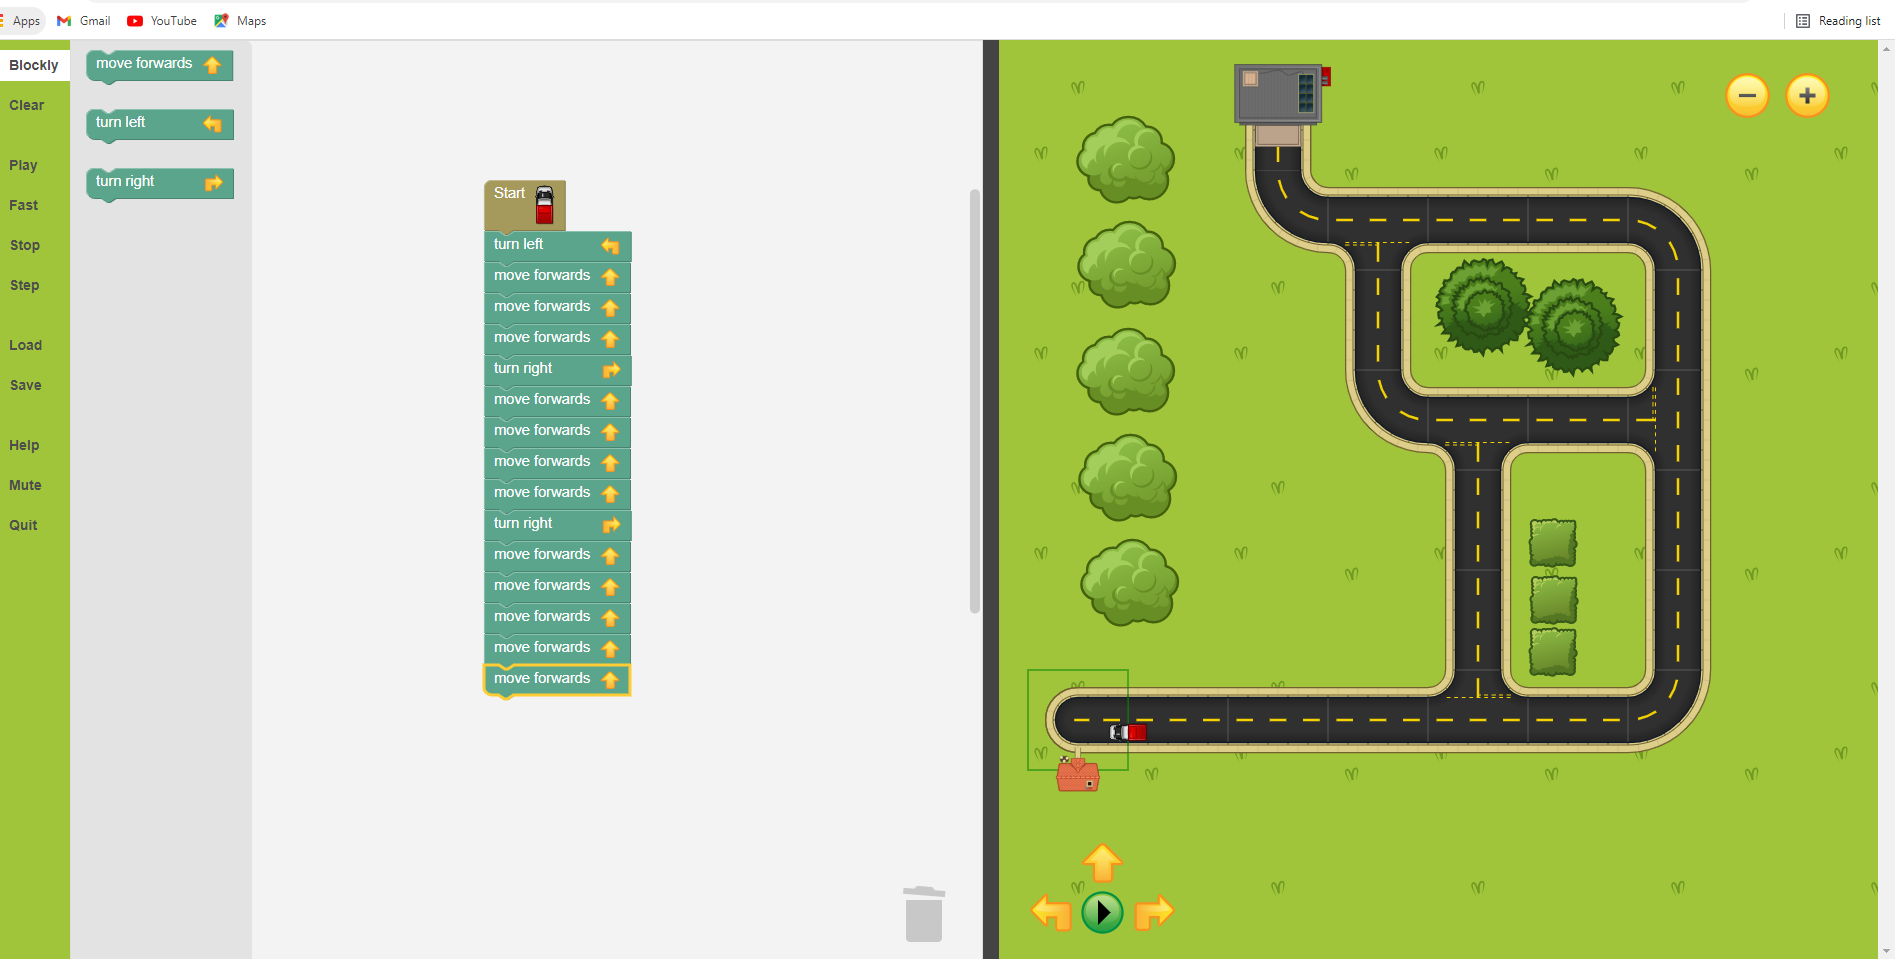 Apps Gmail YouTube Maps Reading list
Blockly
Clear
Play
Fast
Stop
Step
Load
Save
Help
Mute
Quit
move forwards
turn left
turn right
Start
turn left
move forwards
move forwards
move forwards
turn right
move forwards
move forwards
move forwards
move forwards
turn right
move forwards
move forwards
move forwards
move forwards
move forwards